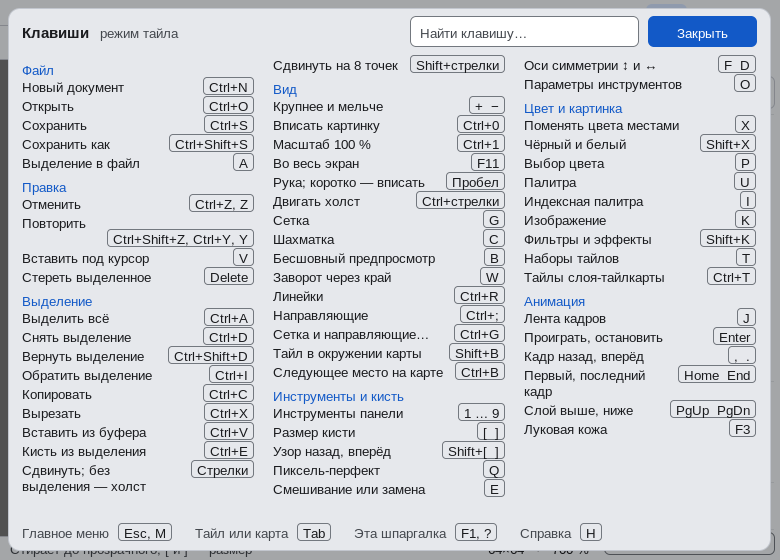 Клавиши режим тайла
Найти клавишу…
Закрыть
Файл
Новый документ Ctrl+N
Открыть Ctrl+O
Сохранить Ctrl+S
Сохранить как Ctrl+Shift+S
Выделение в файл A
Правка
Отменить Ctrl+Z, Z
Повторить
Ctrl+Shift+Z, Ctrl+Y, Y
Вставить под курсор V
Стереть выделенное Delete
Выделение
Выделить всё Ctrl+A
Снять выделение Ctrl+D
Вернуть выделение Ctrl+Shift+D
Обратить выделение Ctrl+I
Копировать Ctrl+C
Вырезать Ctrl+X
Вставить из буфера Ctrl+V
Кисть из выделения Ctrl+E
Сдвинуть; без Стрелки
выделения — холст
Сдвинуть на 8 точек Shift+стрелки
Вид
Крупнее и мельче + −
Вписать картинку Ctrl+0
Масштаб 100 % Ctrl+1
Во весь экран F11
Рука; коротко — вписать Пробел
Двигать холст Ctrl+стрелки
Сетка G
Шахматка C
Бесшовный предпросмотр B
Заворот через край W
Линейки Ctrl+R
Направляющие Ctrl+;
Сетка и направляющие… Ctrl+G
Тайл в окружении карты Shift+B
Следующее место на карте Ctrl+B
Инструменты и кисть
Инструменты панели 1 … 9
Размер кисти [ ]
Узор назад, вперёд Shift+[ ]
Пиксель-перфект Q
Смешивание или замена E
Оси симметрии ↕ и ↔ F D
Параметры инструментов O
Цвет и картинка
Поменять цвета местами X
Чёрный и белый Shift+X
Выбор цвета P
Палитра U
Индексная палитра I
Изображение K
Фильтры и эффекты Shift+K
Наборы тайлов T
Тайлы слоя-тайлкарты Ctrl+T
Анимация
Лента кадров J
Проиграть, остановить Enter
Кадр назад, вперёд , .
Первый, последний Home End
кадр
Слой выше, ниже PgUp PgDn
Луковая кожа F3
Главное меню Esc, M Тайл или карта Tab Эта шпаргалка F1, ? Справка H